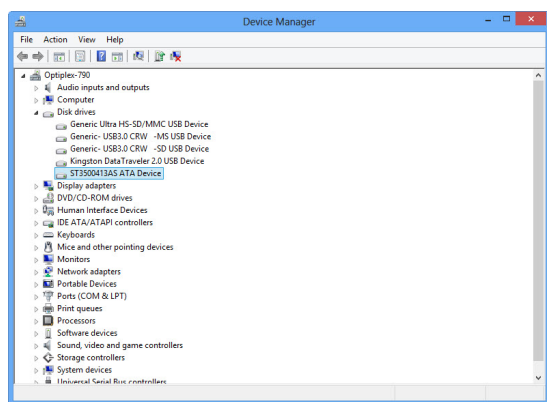 Device Manager
File Action View Help
Optiplex-790
Audio inputs and outputs
Computer
Disk drives
Generic Ultra HS-SD/MMC USB Device
Generic- USB3.0 CRW -MS USB Device
Generic- USB3.0 CRW -SD USB Device
Kingston DataTraveler 2.0 USB Device
ST3500413AS ATA Device
Display adapters
DVD/CD-ROM drives
Human Interface Devices
IDE ATA/ATAPI controllers
Keyboards
Mice and other pointing devices
Monitors
Network adapters
Portable Devices
Ports (COM & LPT)
Print queues
Processors
Software devices
Sound, video and game controllers
Storage controllers
System devices
Universal Serial Bus controllers